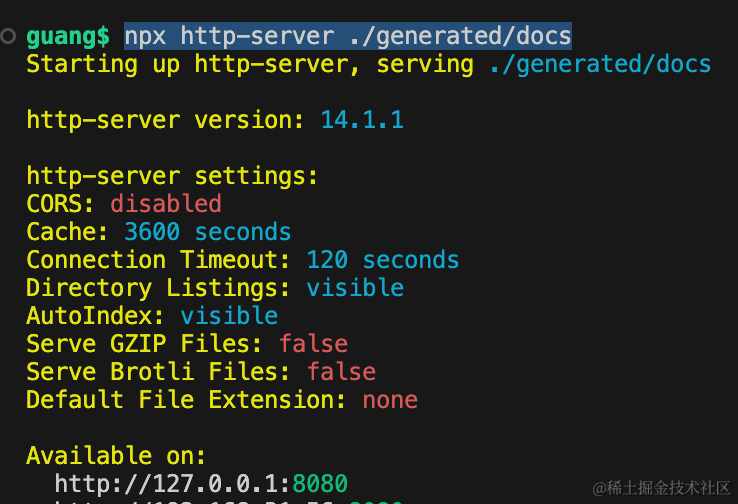 guang$ npx http-server ./generated/docs
Starting up http-server, serving ./generated/docs
http-server version: 14.1.1
http-server settings:
CORS: disabled
Cache: 3600 seconds
Connection Timeout: 120 seconds
Directory Listings: visible
AutoIndex: visible
Serve GZIP Files: false
Serve Brotli Files: false
Default File Extension: none
Available on:
http://127.0.0.1:8080
@稀土掘金技术社区